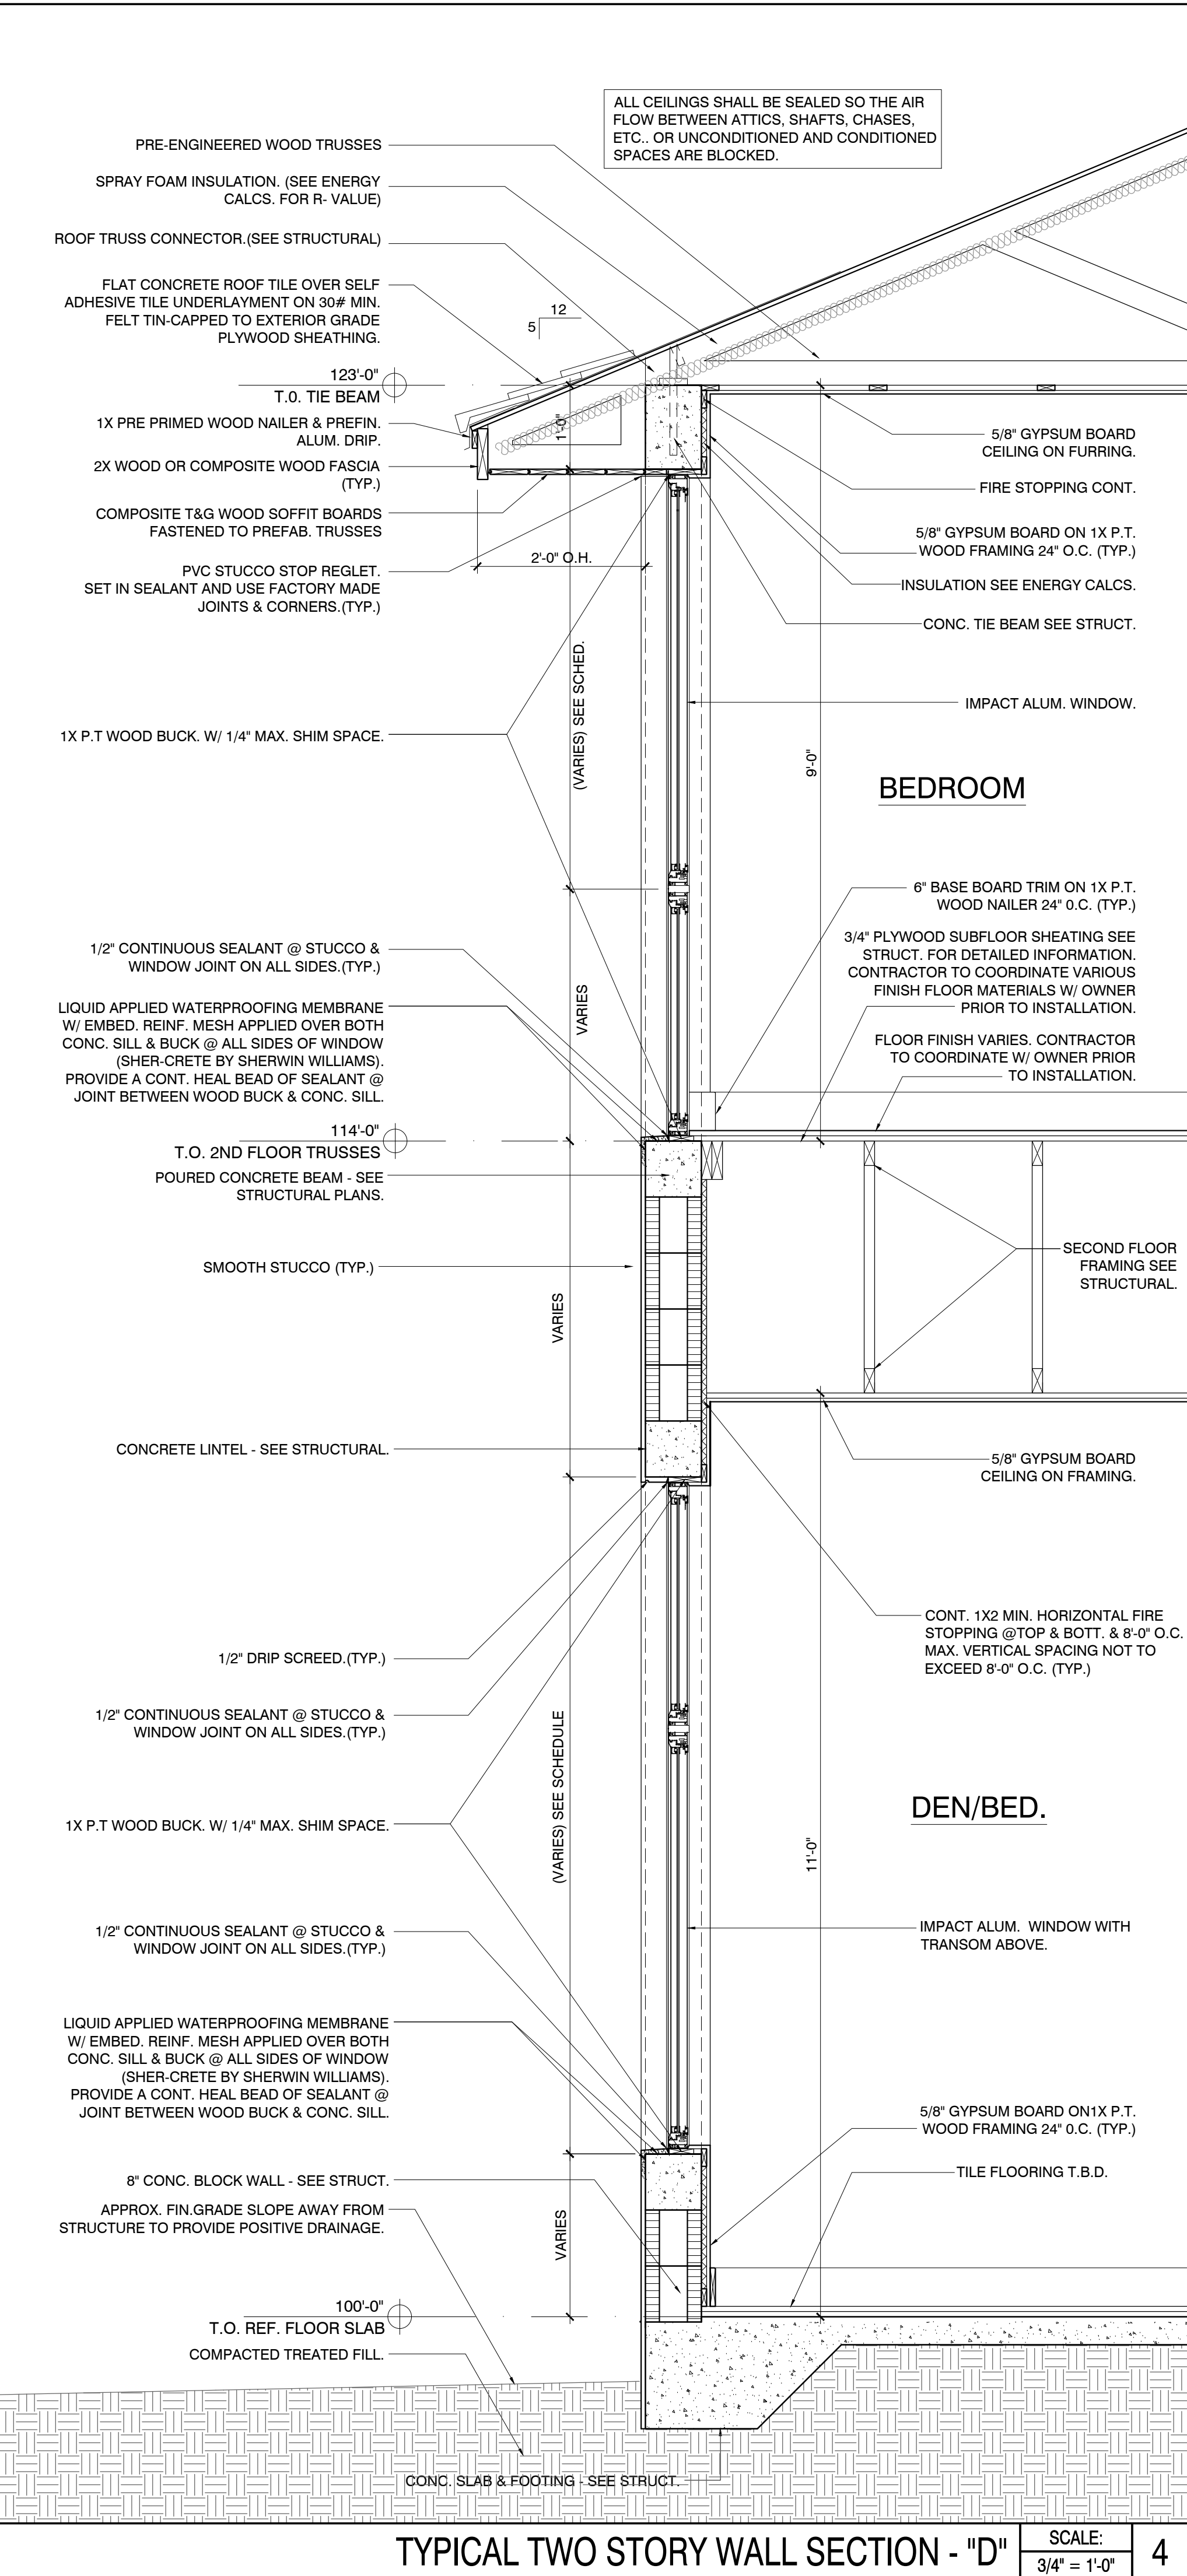 ALL CEILINGS SHALL BE SEALED SO THE AIR
FLOW BETWEEN ATTICS, SHAFTS, CHASES,
ETC.. OR UNCONDITIONED AND CONDITIONED
SPACES ARE BLOCKED.
PRE-ENGINEERED WOOD TRUSSES
SPRAY FOAM INSULATION. (SEE ENERGY
CALCS. FOR R- VALUE)
ROOF TRUSS CONNECTOR.(SEE STRUCTURAL)
FLAT CONCRETE ROOF TILE OVER SELF
ADHESIVE TILE UNDERLAYMENT ON 30# MIN.
FELT TIN-CAPPED TO EXTERIOR GRADE
PLYWOOD SHEATHING.
12
5
123'-0"
T.0. TIE BEAM
1X PRE PRIMED WOOD NAILER & PREFIN.
ALUM. DRIP.
2X WOOD OR COMPOSITE WOOD FASCIA
(TYP.)
COMPOSITE T&G WOOD SOFFIT BOARDS
FASTENED TO PREFAB. TRUSSES
PVC STUCCO STOP REGLET.
SET IN SEALANT AND USE FACTORY MADE
JOINTS & CORNERS.(TYP.)
1'-0"
2'-0" O.H.
5/8" GYPSUM BOARD
CEILING ON FURRING.
FIRE STOPPING CONT.
5/8" GYPSUM BOARD ON 1X P.T.
WOOD FRAMING 24" O.C. (TYP.)
INSULATION SEE ENERGY CALCS.
CONC. TIE BEAM SEE STRUCT.
(VARIES) SEE SCHED.
IMPACT ALUM. WINDOW.
1X P.T WOOD BUCK. W/ 1/4" MAX. SHIM SPACE.
9'-0"
BEDROOM
6" BASE BOARD TRIM ON 1X P.T.
WOOD NAILER 24" 0.C. (TYP.)
3/4" PLYWOOD SUBFLOOR SHEATING SEE
STRUCT. FOR DETAILED INFORMATION.
CONTRACTOR TO COORDINATE VARIOUS
FINISH FLOOR MATERIALS W/ OWNER
PRIOR TO INSTALLATION.
FLOOR FINISH VARIES. CONTRACTOR
TO COORDINATE W/ OWNER PRIOR
TO INSTALLATION.
1/2" CONTINUOUS SEALANT @ STUCCO &
WINDOW JOINT ON ALL SIDES.(TYP.)
LIQUID APPLIED WATERPROOFING MEMBRANE
W/ EMBED. REINF. MESH APPLIED OVER BOTH
CONC. SILL & BUCK @ ALL SIDES OF WINDOW
(SHER-CRETE BY SHERWIN WILLIAMS).
PROVIDE A CONT. HEAL BEAD OF SEALANT @
JOINT BETWEEN WOOD BUCK & CONC. SILL.
VARIES
114'-0"
T.O. 2ND FLOOR TRUSSES
POURED CONCRETE BEAM - SEE
STRUCTURAL PLANS.
SMOOTH STUCCO (TYP.)
VARIES
SECOND FLOOR
FRAMING SEE
STRUCTURAL.
CONCRETE LINTEL - SEE STRUCTURAL.
5/8" GYPSUM BOARD
CEILING ON FRAMING.
CONT. 1X2 MIN. HORIZONTAL FIRE
STOPPING @TOP & BOTT. & 8'-0" O.C.
MAX. VERTICAL SPACING NOT TO
EXCEED 8'-0" O.C. (TYP.)
1/2" DRIP SCREED.(TYP.)
1/2" CONTINUOUS SEALANT @ STUCCO &
WINDOW JOINT ON ALL SIDES.(TYP.)
(VARIES) SEE SCHEDULE
DEN/BED.
1X P.T WOOD BUCK. W/ 1/4" MAX. SHIM SPACE.
11'-0"
1/2" CONTINUOUS SEALANT @ STUCCO &
WINDOW JOINT ON ALL SIDES.(TYP.)
IMPACT ALUM. WINDOW WITH
TRANSOM ABOVE.
LIQUID APPLIED WATERPROOFING MEMBRANE
W/ EMBED. REINF. MESH APPLIED OVER BOTH
CONC. SILL & BUCK @ ALL SIDES OF WINDOW
(SHER-CRETE BY SHERWIN WILLIAMS).
PROVIDE A CONT. HEAL BEAD OF SEALANT @
JOINT BETWEEN WOOD BUCK & CONC. SILL.
5/8" GYPSUM BOARD ON1X P.T.
WOOD FRAMING 24" 0.C. (TYP.)
TILE FLOORING T.B.D.
8" CONC. BLOCK WALL - SEE STRUCT.
APPROX. FIN.GRADE SLOPE AWAY FROM
STRUCTURE TO PROVIDE POSITIVE DRAINAGE.
VARIES
100'-0"
T.O. REF. FLOOR SLAB
COMPACTED TREATED FILL.
CONC. SLAB & FOOTING - SEE STRUCT.
TYPICAL TWO STORY WALL SECTION - "D"
SCALE:
3/4" = 1'-0"
4